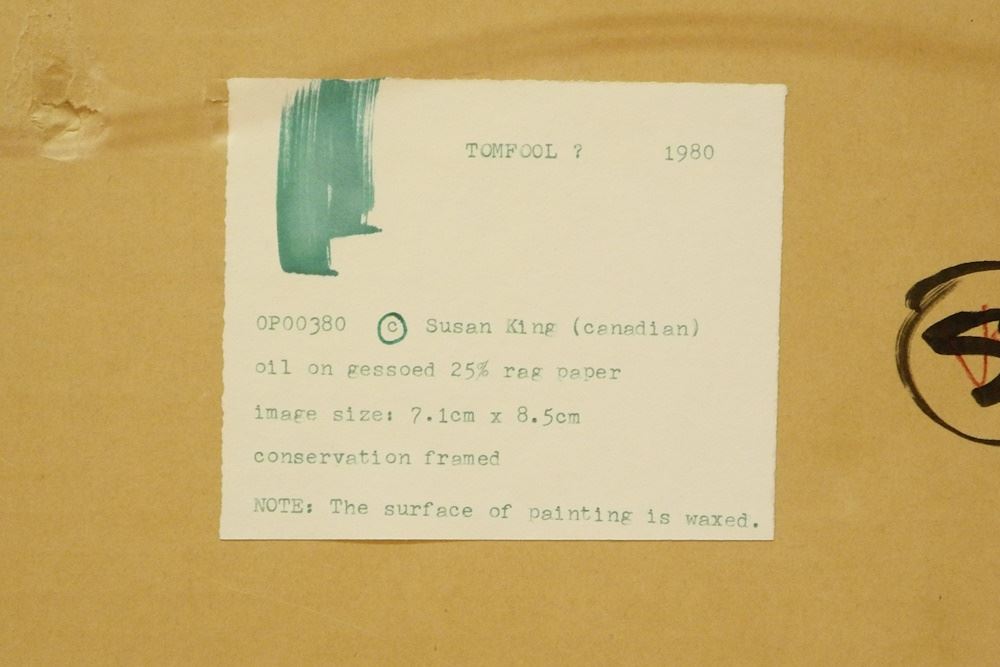 TOMFOOL ? 1980
OP00380 © Susan King (canadian)
oil on gessoed 25% rag paper
image size: 7.1cm x 8.5cm
conservation framed
NOTE: The surface of painting is waxed.